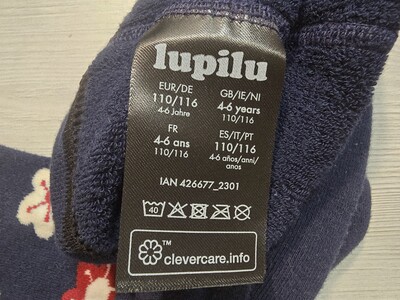 lupilu
EUR/DE
110/116
4-6 Jahre
GB/IE/NI
4-6 years
110/116
FR
4-6 ans
110/116
ES/IT/PT
110/116
4-6 años/anni/
anos
IAN 426677_2301
40
™
clevercare.info